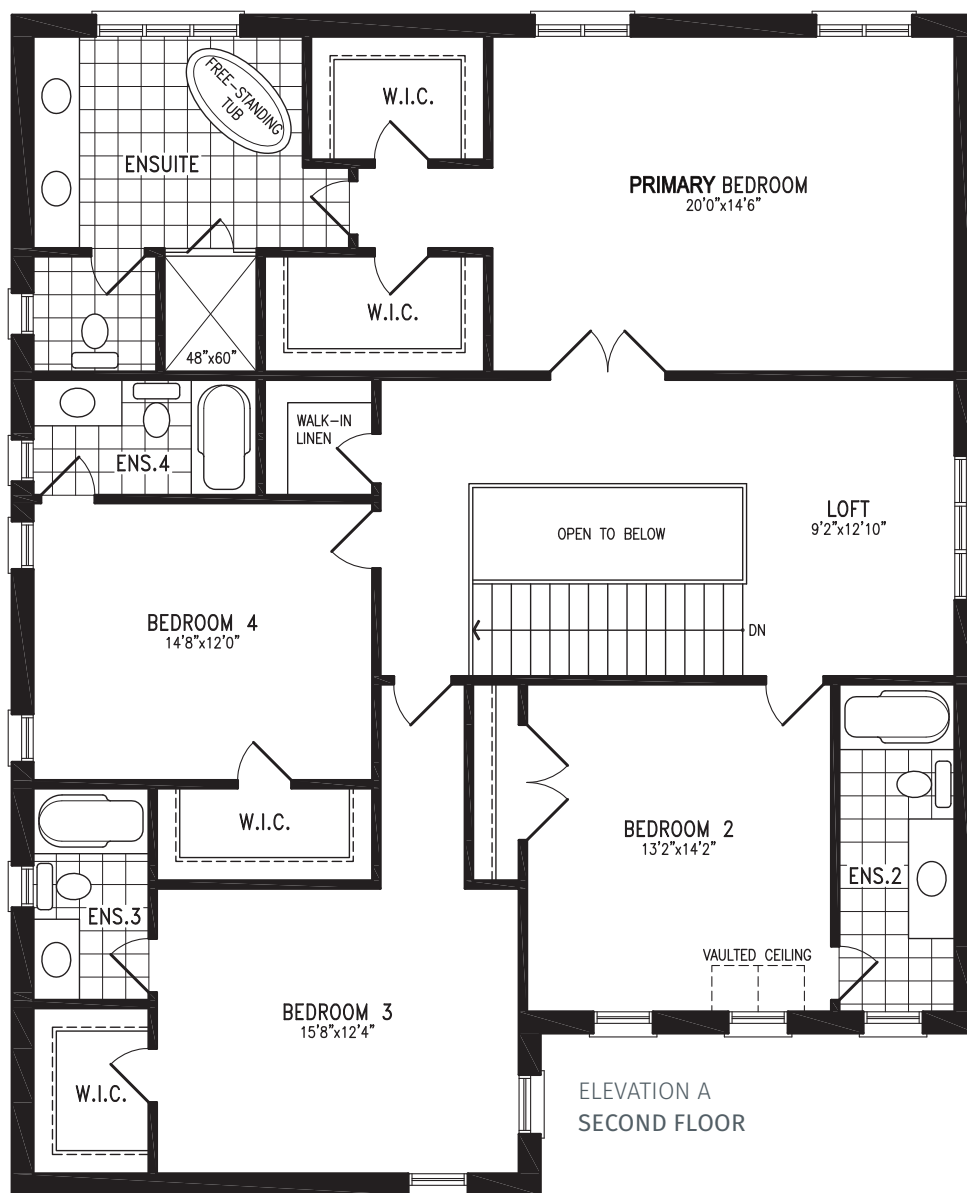 FREE-STANDING
TUB
W.I.C.
ENSUITE
PRIMARY BEDROOM
20'0"x14'6"
W.I.C.
48"x60"
WALK-IN
LINEN
ENS.4
LOFT
9'2"x12'10"
OPEN TO BELOW
BEDROOM 4
14'8"x12'0"
DN
W.I.C.
BEDROOM 2
13'2"x14'2"
ENS.2
ENS.3
VAULTED CEILING
BEDROOM 3
15'8"x12'4"
W.I.C.
ELEVATION A
SECOND FLOOR